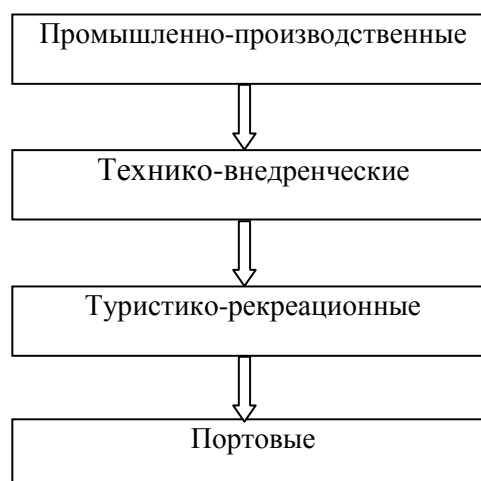 Промышленно-производственные
Технико-внедренческие
Туристико-рекреационные
Портовые